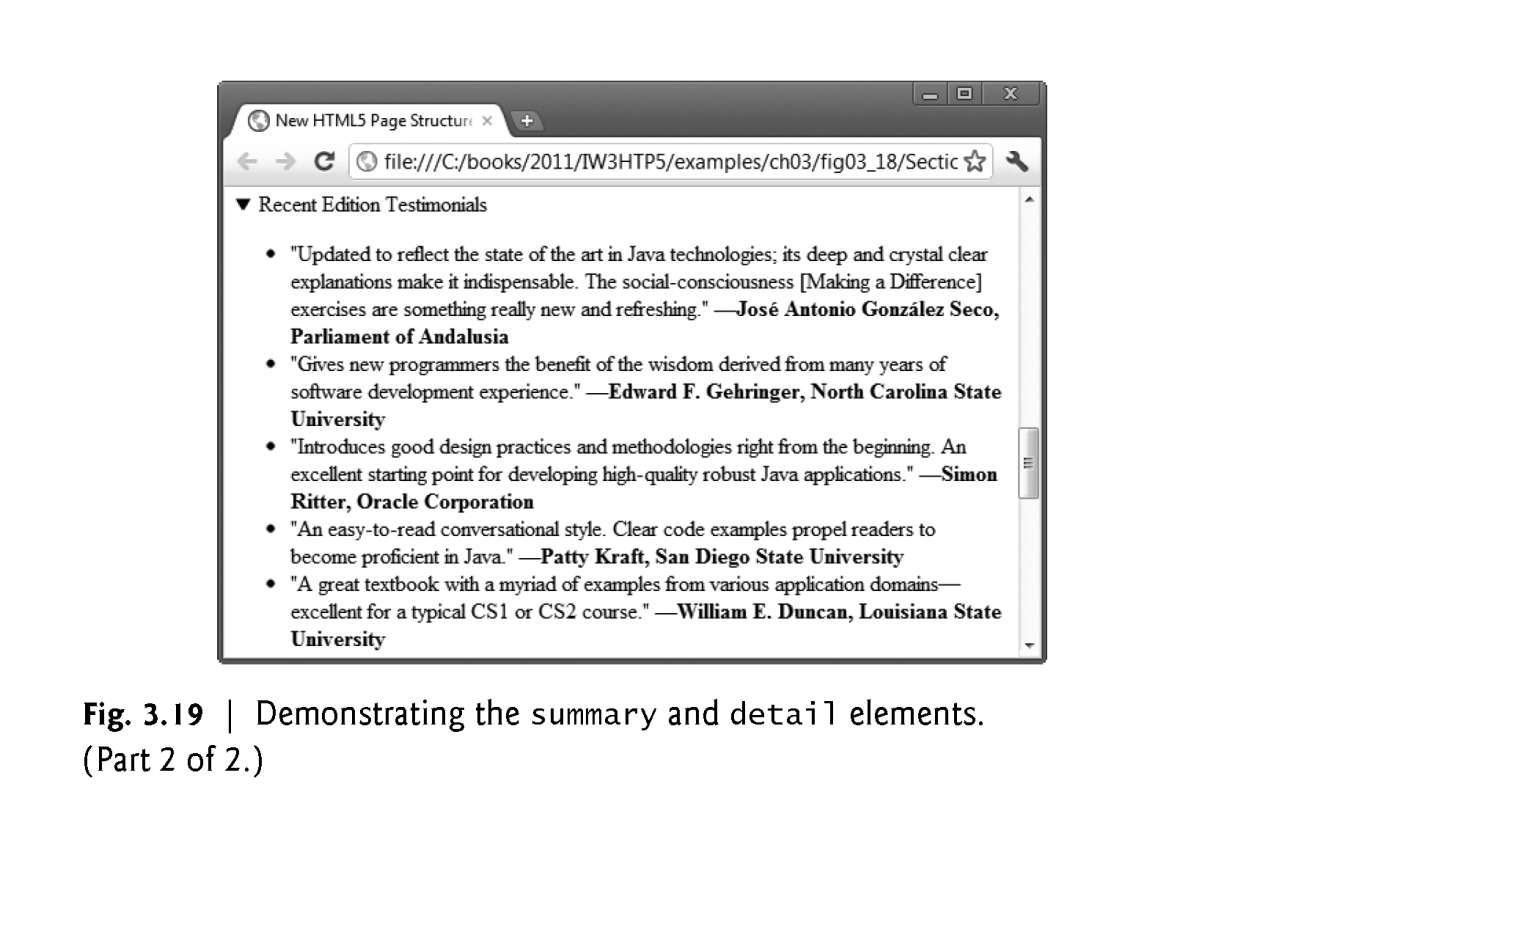 New HTML5 Page Structure
file:///C:/books/2011/IW3HTP5/examples/ch03/fig03_18/Sectic
▼ Recent Edition Testimonials
• "Updated to reflect the state of the art in Java technologies; its deep and crystal clear
explanations make it indispensable. The social-consciousness [Making a Difference]
exercises are something really new and refreshing." —José Antonio González Seco,
Parliament of Andalusia
• "Gives new programmers the benefit of the wisdom derived from many years of
software development experience." —Edward F. Gehringer, North Carolina State
University
• "Introduces good design practices and methodologies right from the beginning. An
excellent starting point for developing high-quality robust Java applications." —Simon
Ritter, Oracle Corporation
• "An easy-to-read conversational style. Clear code examples propel readers to
become proficient in Java." —Patty Kraft, San Diego State University
• "A great textbook with a myriad of examples from various application domains—
excellent for a typical CS1 or CS2 course." —William E. Duncan, Louisiana State
University
Fig. 3.19 | Demonstrating the summary and detail elements.
(Part 2 of 2.)